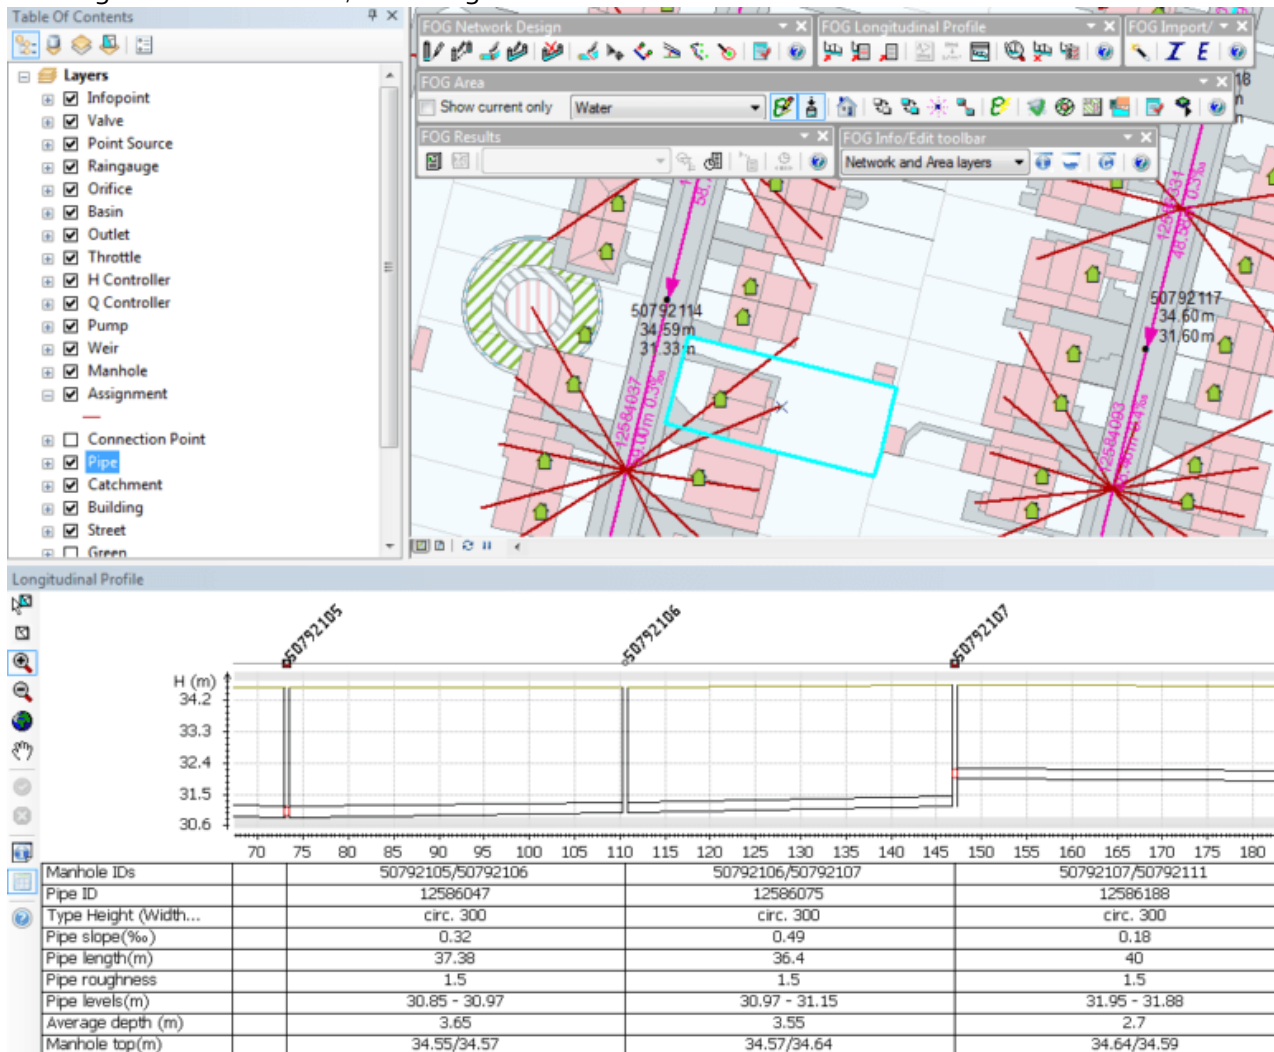 Table Of Contents
Layers
Infopoint
Valve
Point Source
Raingauge
Orifice
Basin
Outlet
Throttle
H Controller
Q Controller
Pump
Weir
Manhole
Assignment
Connection Point
Pipe
Catchment
Building
Street
Green
FOG Network Design
FOG Longitudinal Profile
FOG Import/
FOG Area
Show current only
Water
FOG Results
FOG Info/Edit toolbar
Network and Area layers
50792114
34.59m
31.33m
12584037
0.3‰
50792117
34.60m
31.60m
12584093
0.4‰
Longitudinal Profile
50792105
50792106
50792107
H (m)
34.2
33.3
32.4
31.5
30.6
70 75 80 85 90 95 100 105 110 115 120 125 130 135 140 145 150 155 160 165 170 175 180
Manhole IDs 50792105/50792106 50792106/50792107 50792107/50792111
Pipe ID 12586047 12586075 12586188
Type Height (Width... circ. 300 circ. 300 circ. 300
Pipe slope(‰) 0.32 0.49 0.18
Pipe length(m) 37.38 36.4 40
Pipe roughness 1.5 1.5 1.5
Pipe levels(m) 30.85 - 30.97 30.97 - 31.15 31.95 - 31.88
Average depth (m) 3.65 3.55 2.7
Manhole top(m) 34.55/34.57 34.57/34.64 34.64/34.59